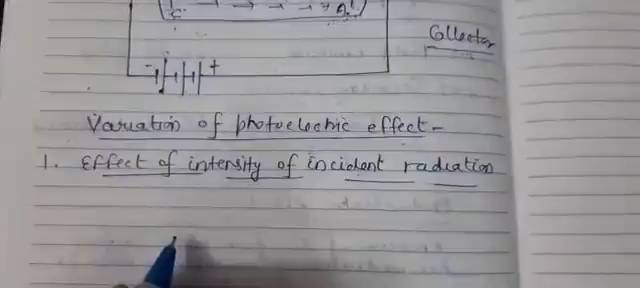 C A
Collector
- +
Variation of photoelectric effect-
1. Effect of intensity of incident radiation